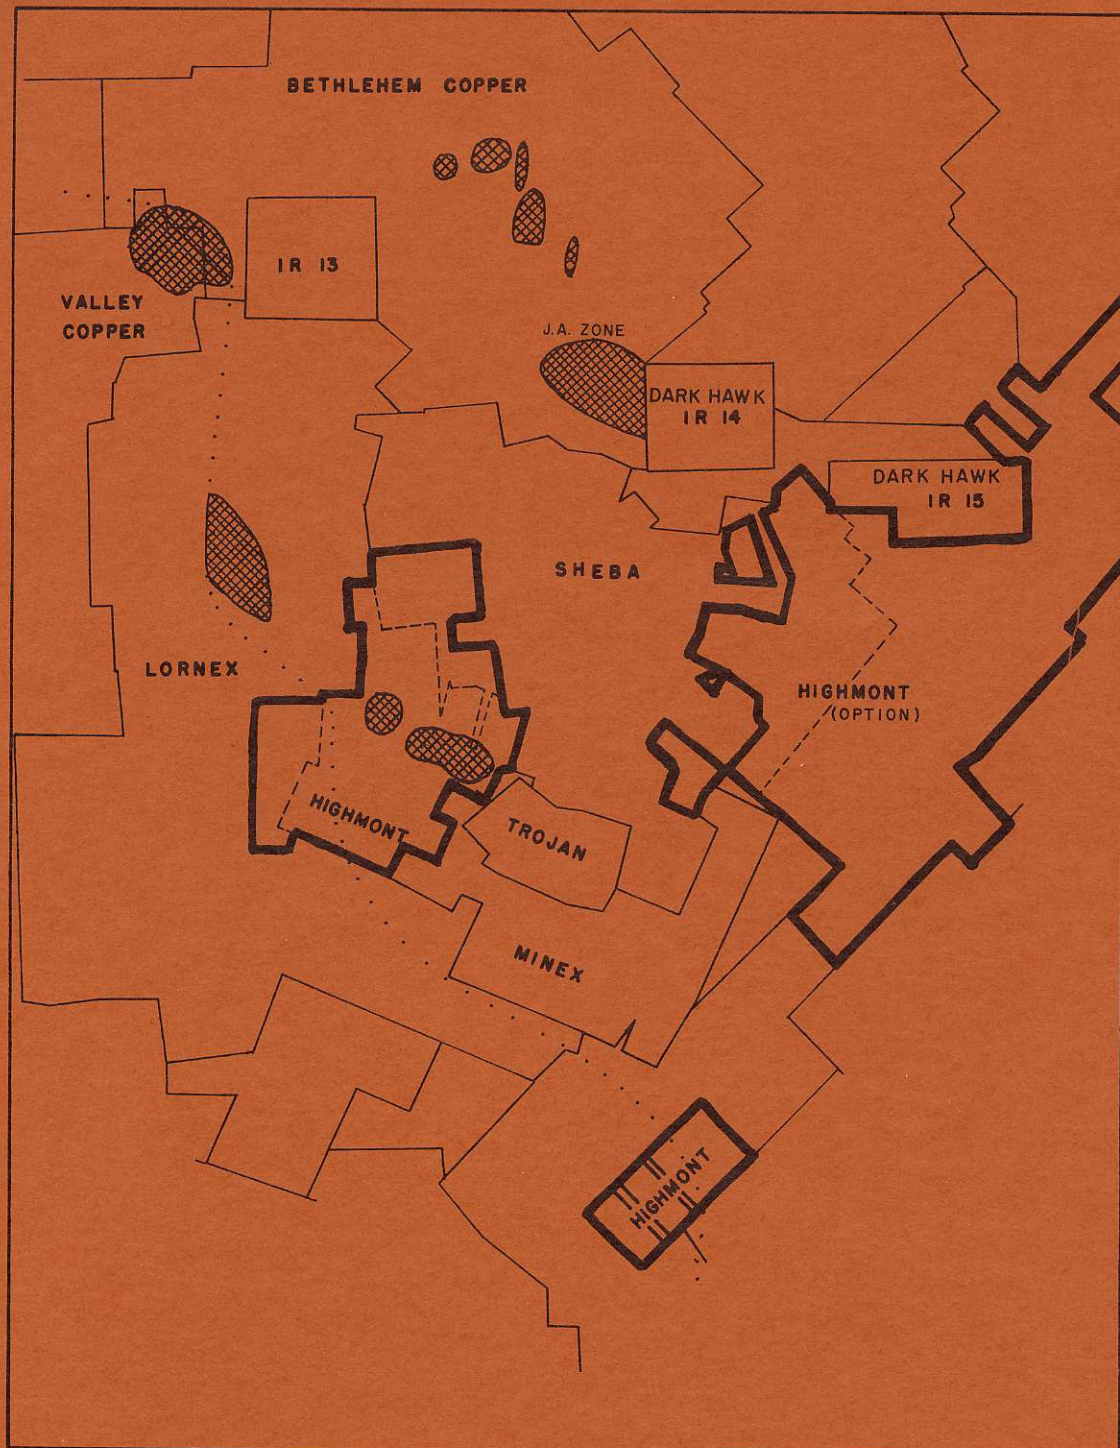 BETHLEHEM COPPER
IR 13
VALLEY
COPPER
J.A. ZONE
DARK HAWK
IR 14
DARK HAWK
IR 15
SHEBA
LORNEX
HIGHMONT
(OPTION)
HIGHMONT
TROJAN
MINEX
HIGHMONT